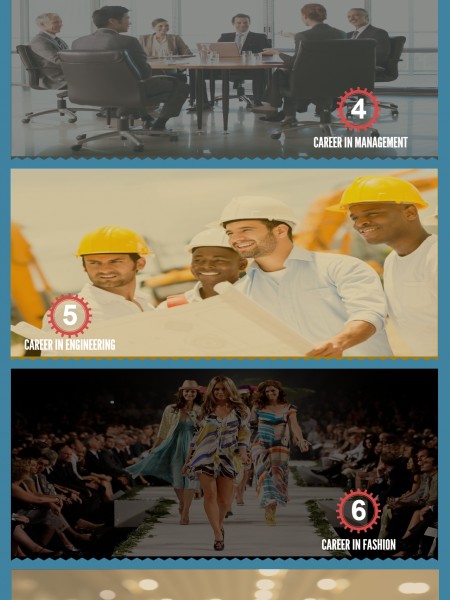 4
CAREER IN MANAGEMENT
5
CAREER IN ENGINEERING
6
CAREER IN FASHION